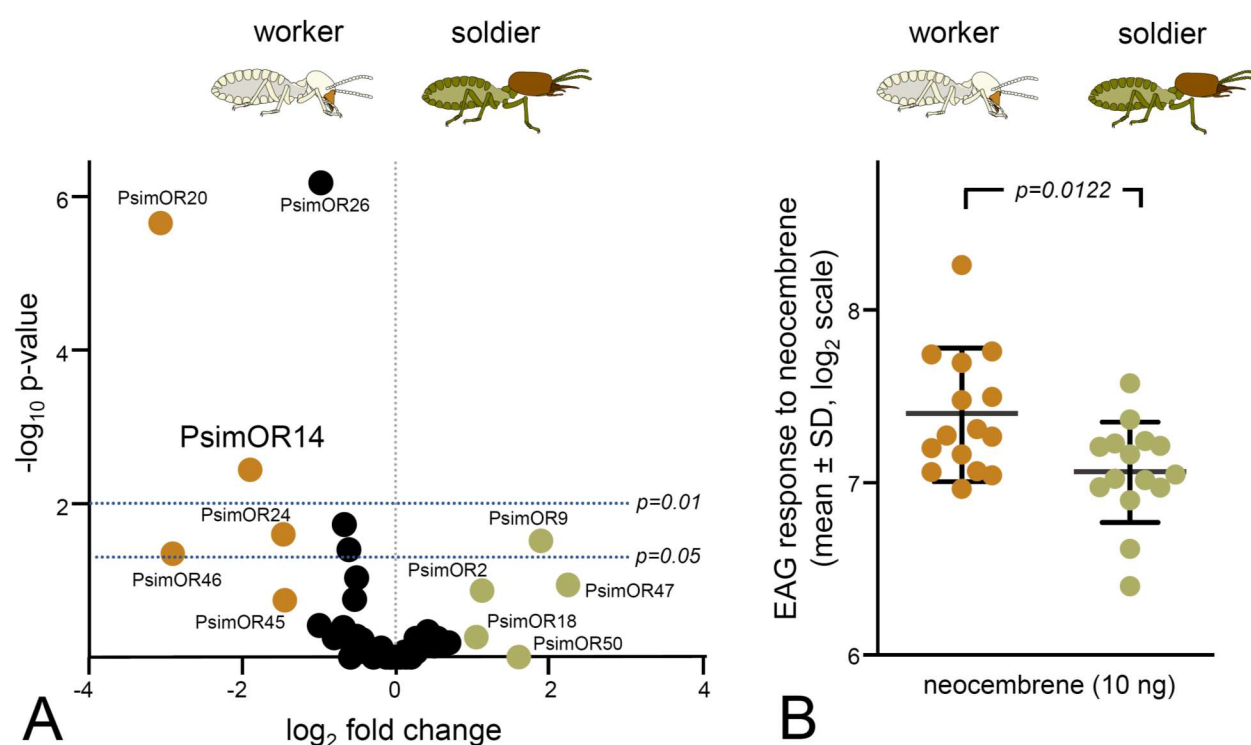 worker
soldier
6
4
2
-log10 p-value
PsimOR20
PsimOR26
PsimOR14
p=0.01
PsimOR24
PsimOR9
p=0.05
PsimOR46
PsimOR2
PsimOR47
PsimOR45
PsimOR18
PsimOR50
-4
-2
0
2
4
log2 fold change
A
worker
soldier
p=0.0122
EAG response to neocembrene
(mean ± SD, log2 scale)
8
7
6
neocembrene (10 ng)
B